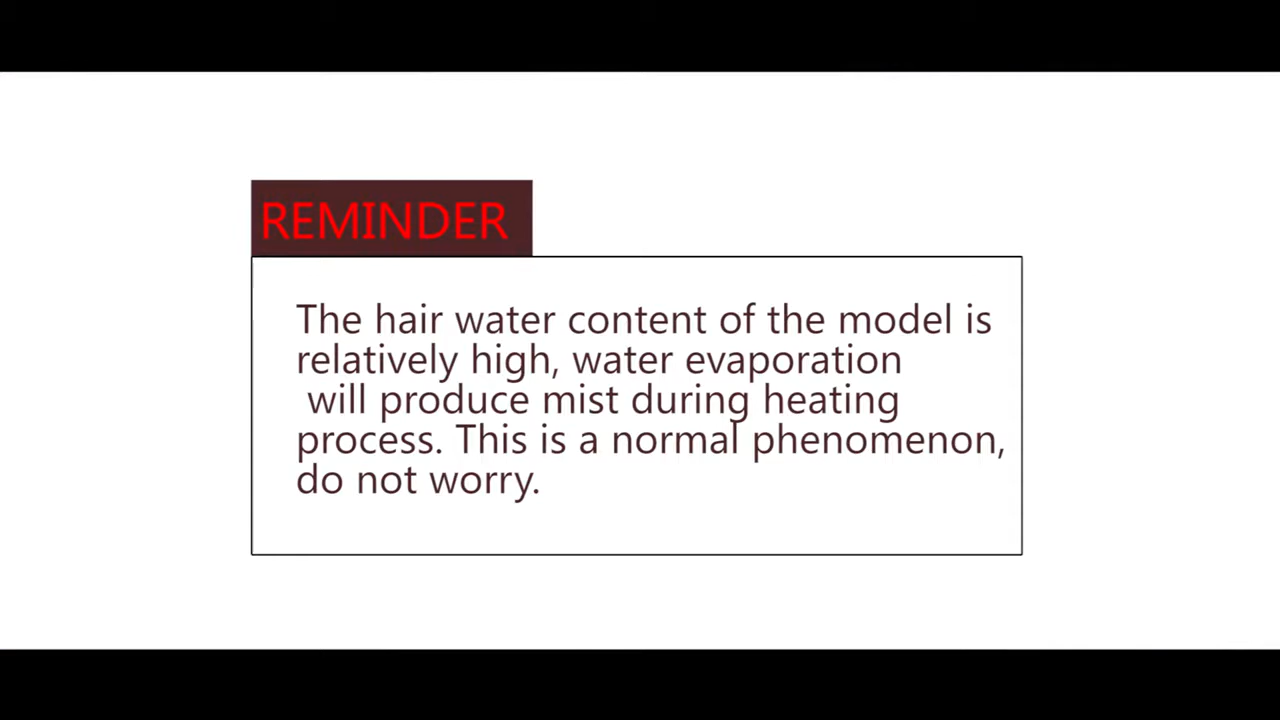 REMINDER
The hair water content of the model is
relatively high, water evaporation
will produce mist during heating
process. This is a normal phenomenon,
do not worry.